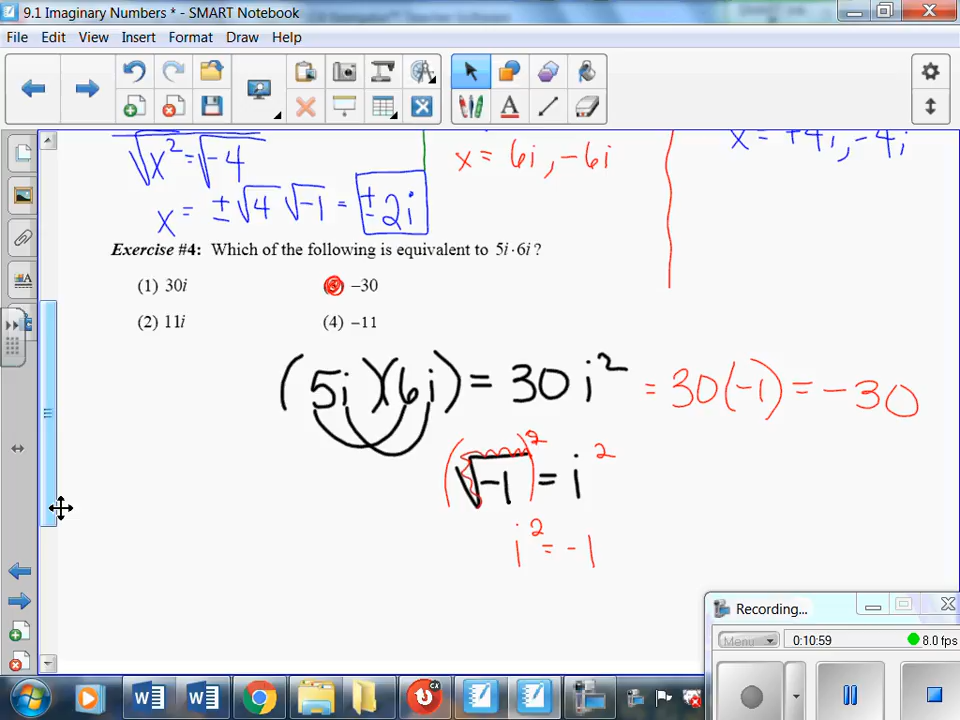 9.1 Imaginary Numbers * - SMART Notebook
File Edit View Insert Format Draw Help
√x² = √-4
x = ± √4 √-1 = ± 2i
x = 6i, -6i
x = +4i, -4i
Exercise #4: Which of the following is equivalent to 5i·6i?
(1) 30i (3) −30
(2) 11i (4) −11
(5i)(6i) = 30i² = 30(-1) = -30
(√-1)² = i²
i² = -1
Recording...
Menu 0:10:59 8.0 fps